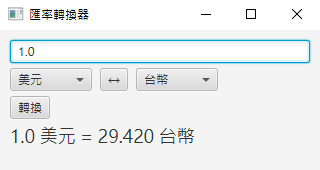 匯率轉換器
1.0
美元 ↔ 台幣
轉換
1.0 美元 = 29.420 台幣